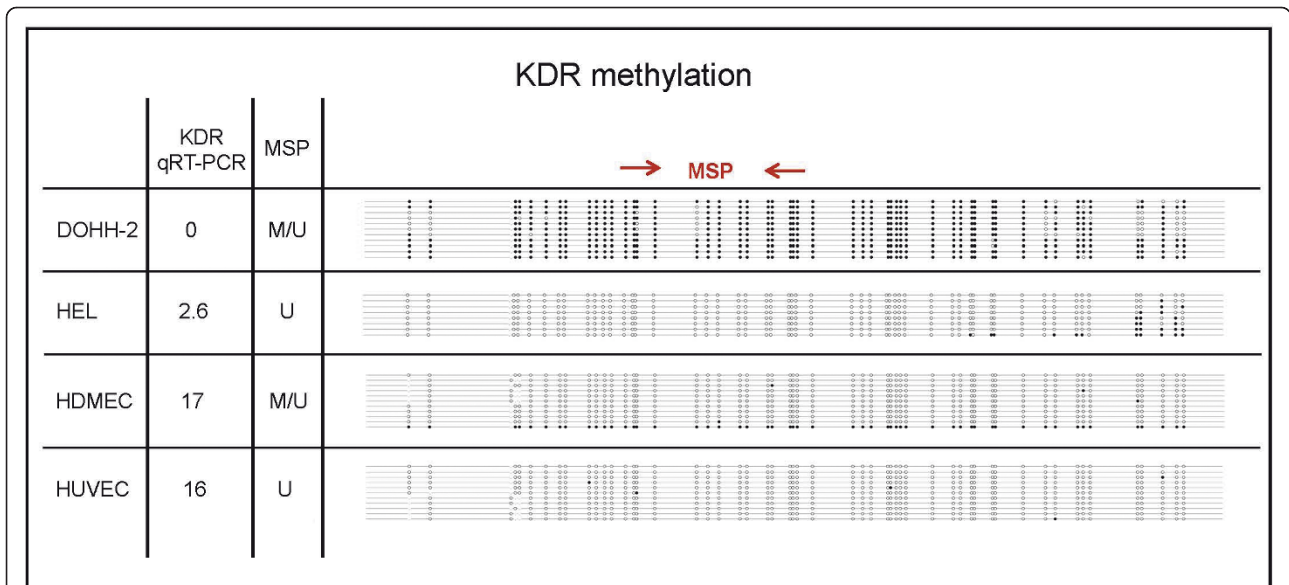 KDR methylation
KDR
qRT-PCR
MSP
MSP
DOHH-2 0 M/U
HEL 2.6 U
HDMEC 17 M/U
HUVEC 16 U